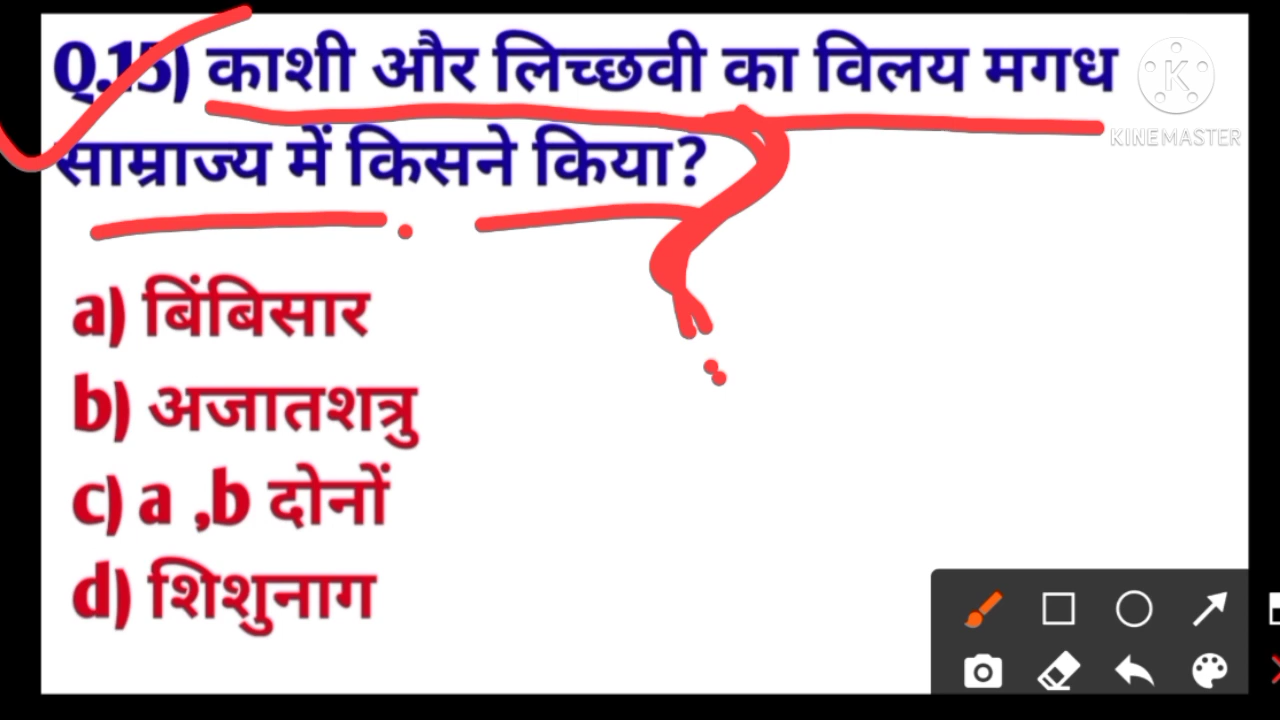 Q.15) काशी और लिच्छवी का विलय मगध
साम्राज्य में किसने किया?
K
KINEMASTER
a) बिंबिसार
b) अजातशत्रु
c) a ,b दोनों
d) शिशुनाग